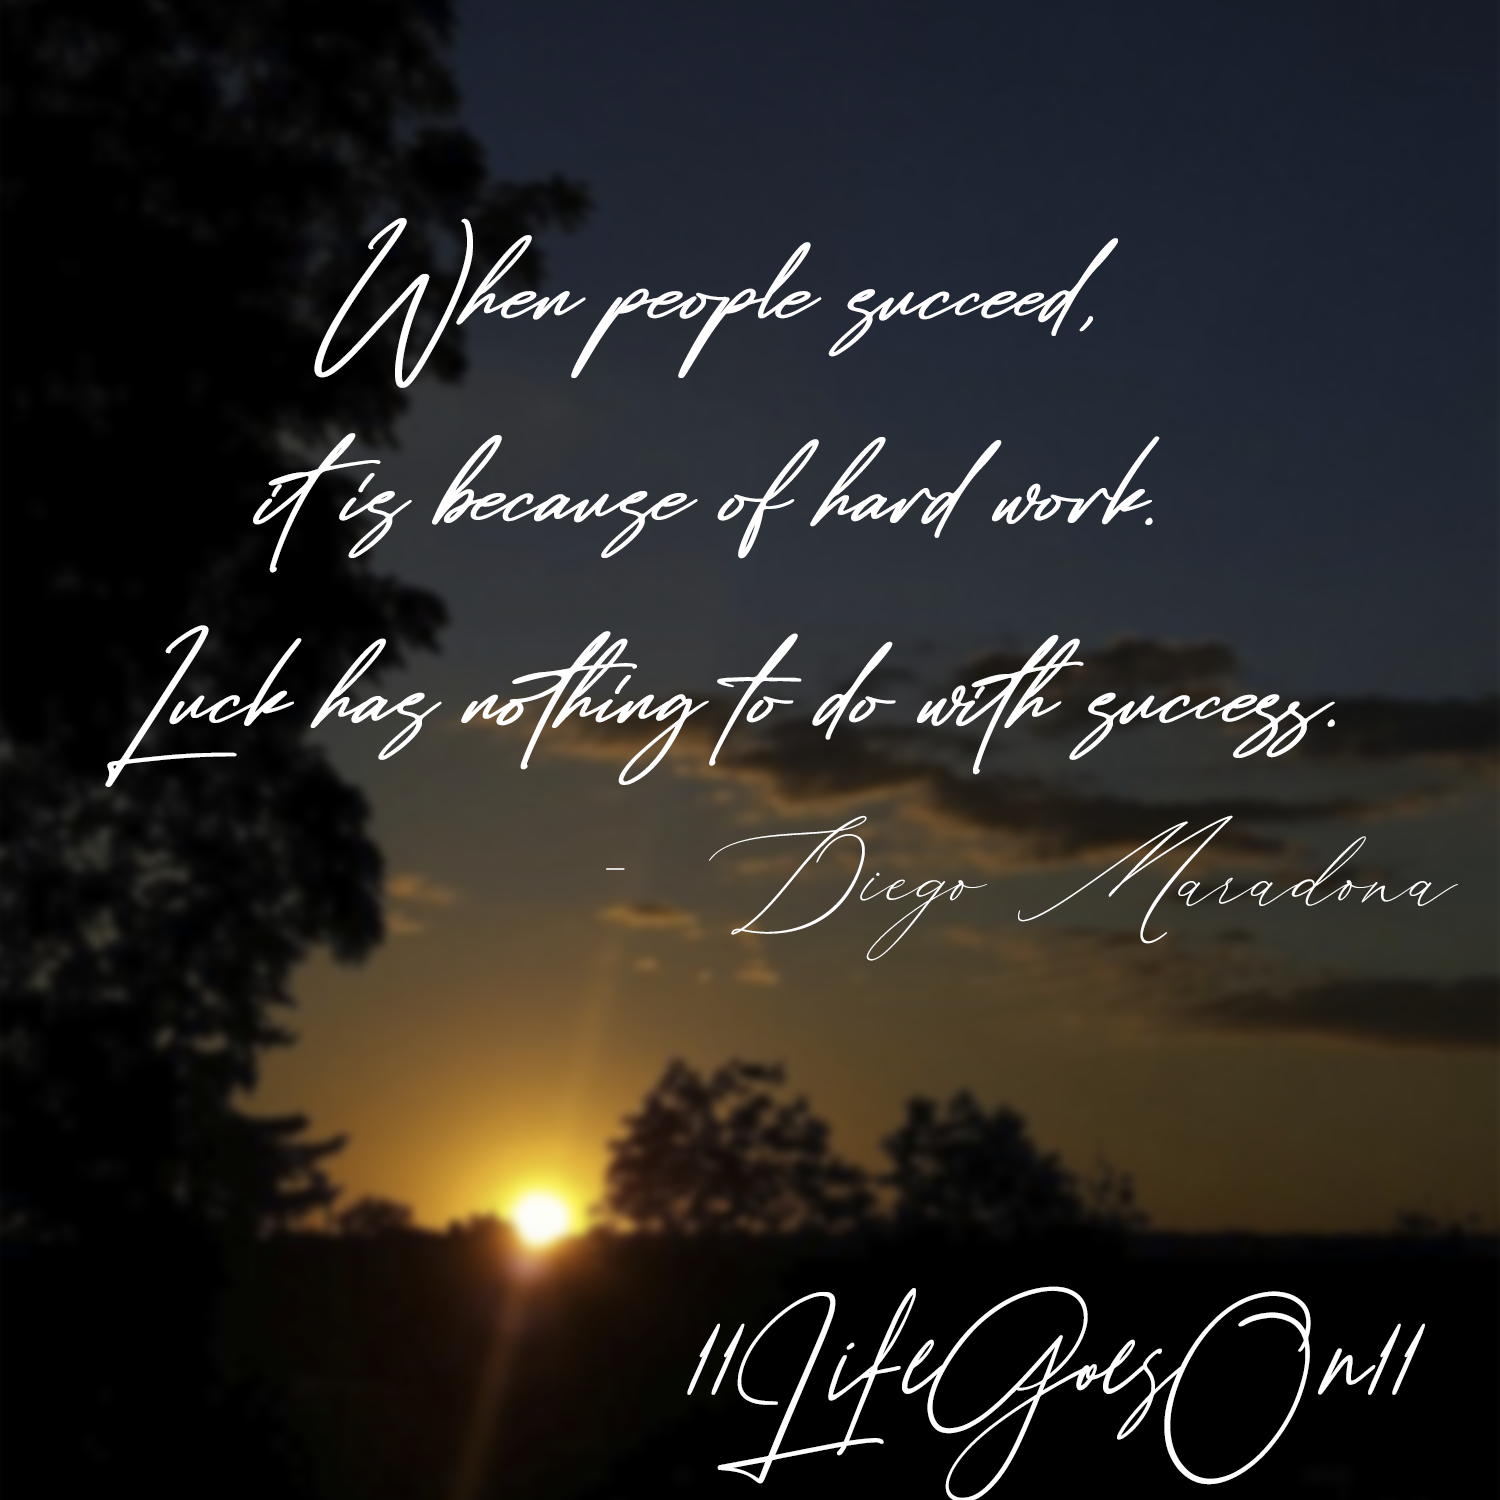 When people succeed,
it is because of hard work.
Luck has nothing to do with success.
- Diego Maradona
11LifeGoesOn11